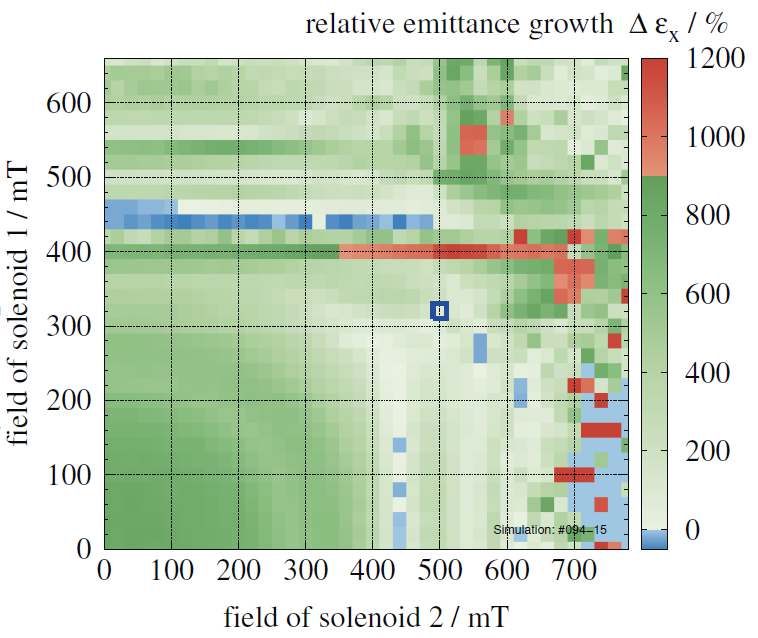 relative emittance growth Δ εx / %
1200
1000
800
600
400
200
0
field of solenoid 1 / mT
600
500
400
300
200
100
0
Simulation: #094-15
0 100 200 300 400 500 600 700
field of solenoid 2 / mT